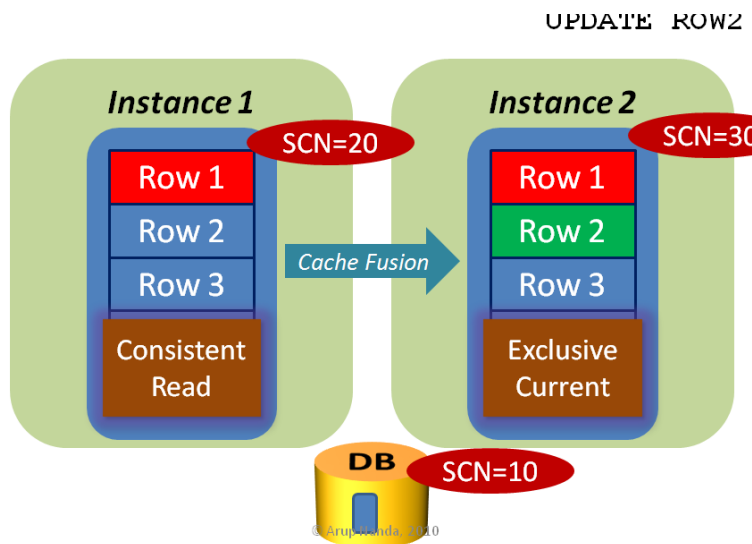 UPDATE ROW2
Instance 1
SCN=20
Row 1
Row 2
Row 3
Consistent
Read
Cache Fusion
Instance 2
SCN=30
Row 1
Row 2
Row 3
Exclusive
Current
DB
SCN=10
© Arup Nanda, 2010